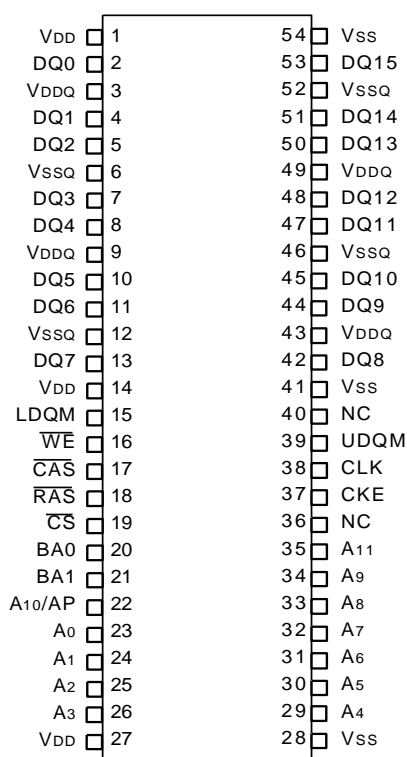 VDD 1 54 VSS
DQ0 2 53 DQ15
VDDQ 3 52 VSSQ
DQ1 4 51 DQ14
DQ2 5 50 DQ13
VSSQ 6 49 VDDQ
DQ3 7 48 DQ12
DQ4 8 47 DQ11
VDDQ 9 46 VSSQ
DQ5 10 45 DQ10
DQ6 11 44 DQ9
VSSQ 12 43 VDDQ
DQ7 13 42 DQ8
VDD 14 41 VSS
LDQM 15 40 NC
WE 16 39 UDQM
CAS 17 38 CLK
RAS 18 37 CKE
CS 19 36 NC
BA0 20 35 A11
BA1 21 34 A9
A10/AP 22 33 A8
A0 23 32 A7
A1 24 31 A6
A2 25 30 A5
A3 26 29 A4
VDD 27 28 VSS